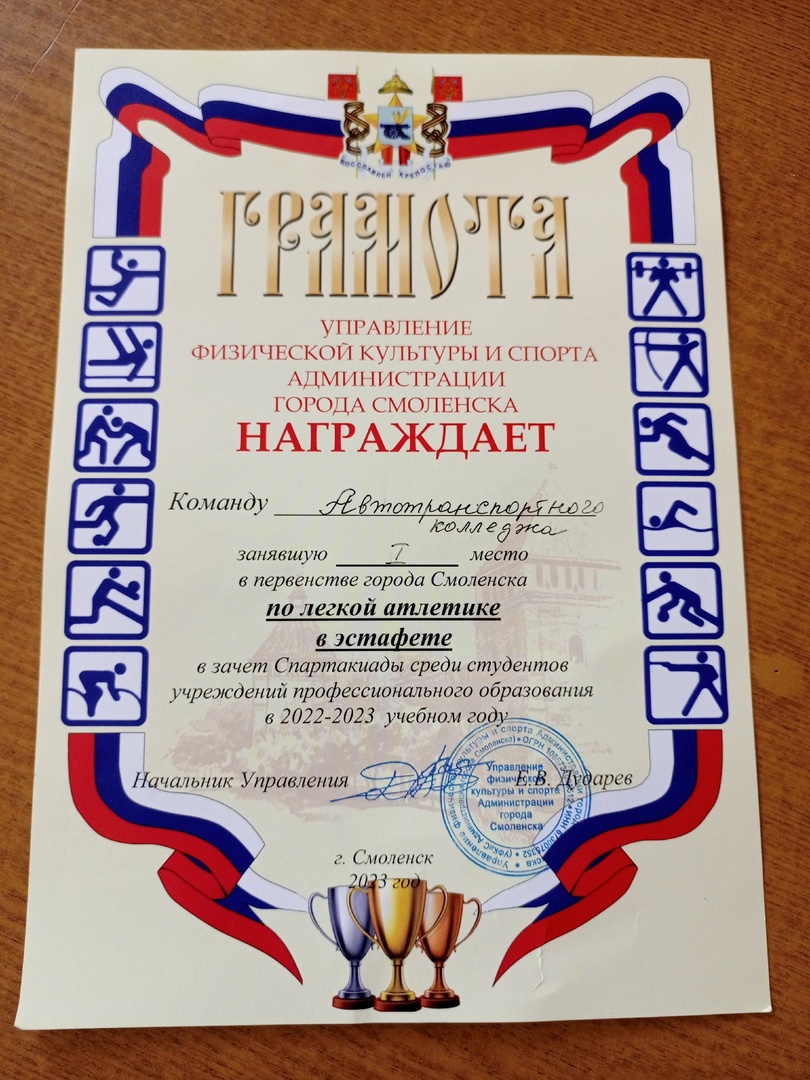 ВОССЛАВЛЕН КРЕПОСТЬЮ
ГРАМОТА
УПРАВЛЕНИЕ
ФИЗИЧЕСКОЙ КУЛЬТУРЫ И СПОРТА
АДМИНИСТРАЦИИ
ГОРОДА СМОЛЕНСКА
НАГРАЖДАЕТ
Команду Автотранспортного
колледжа
занявшую I место
в первенстве города Смоленска
по легкой атлетике
в эстафете
в зачет Спартакиады среди студентов
учреждений профессионального образования
в 2022-2023 учебном году
Начальник Управления Е.В. Дударев
Управление
физической
культуры и спорта
Администрации
города
Смоленска
г. Смоленск
2023 год